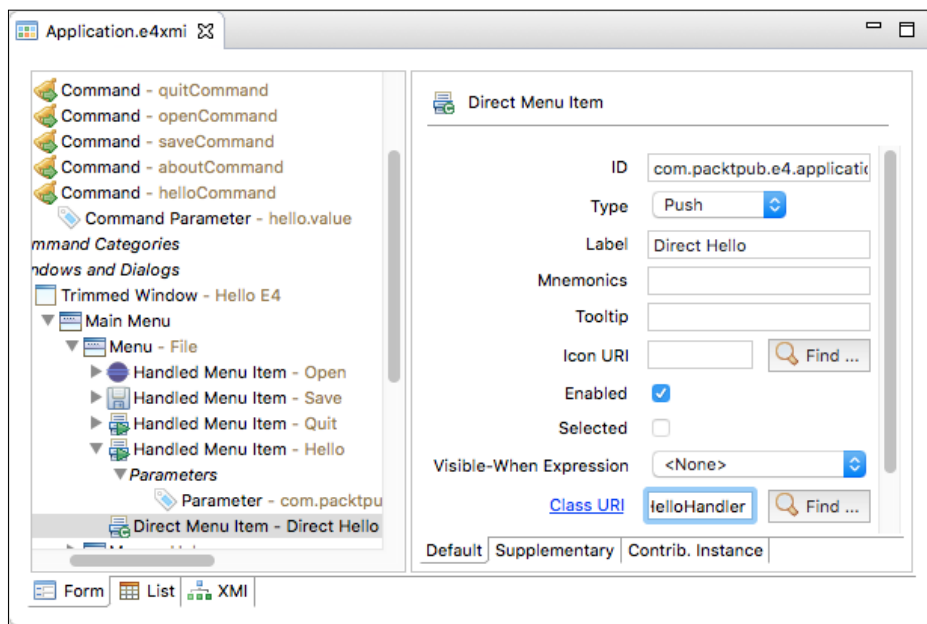 Application.e4xmi
Command - quitCommand
Command - openCommand
Command - saveCommand
Command - aboutCommand
Command - helloCommand
Command Parameter - hello.value
mmand Categories
ndows and Dialogs
Trimmed Window - Hello E4
Main Menu
Menu - File
Handled Menu Item - Open
Handled Menu Item - Save
Handled Menu Item - Quit
Handled Menu Item - Hello
Parameters
Parameter - com.packtpu
Direct Menu Item - Direct Hello
Direct Menu Item
ID com.packtpub.e4.applicatic
Type Push
Label Direct Hello
Mnemonics
Tooltip
Icon URI Find ...
Enabled
Selected
Visible-When Expression <None>
Class URI HelloHandler Find ...
Default Supplementary Contrib. Instance
Form List XMI